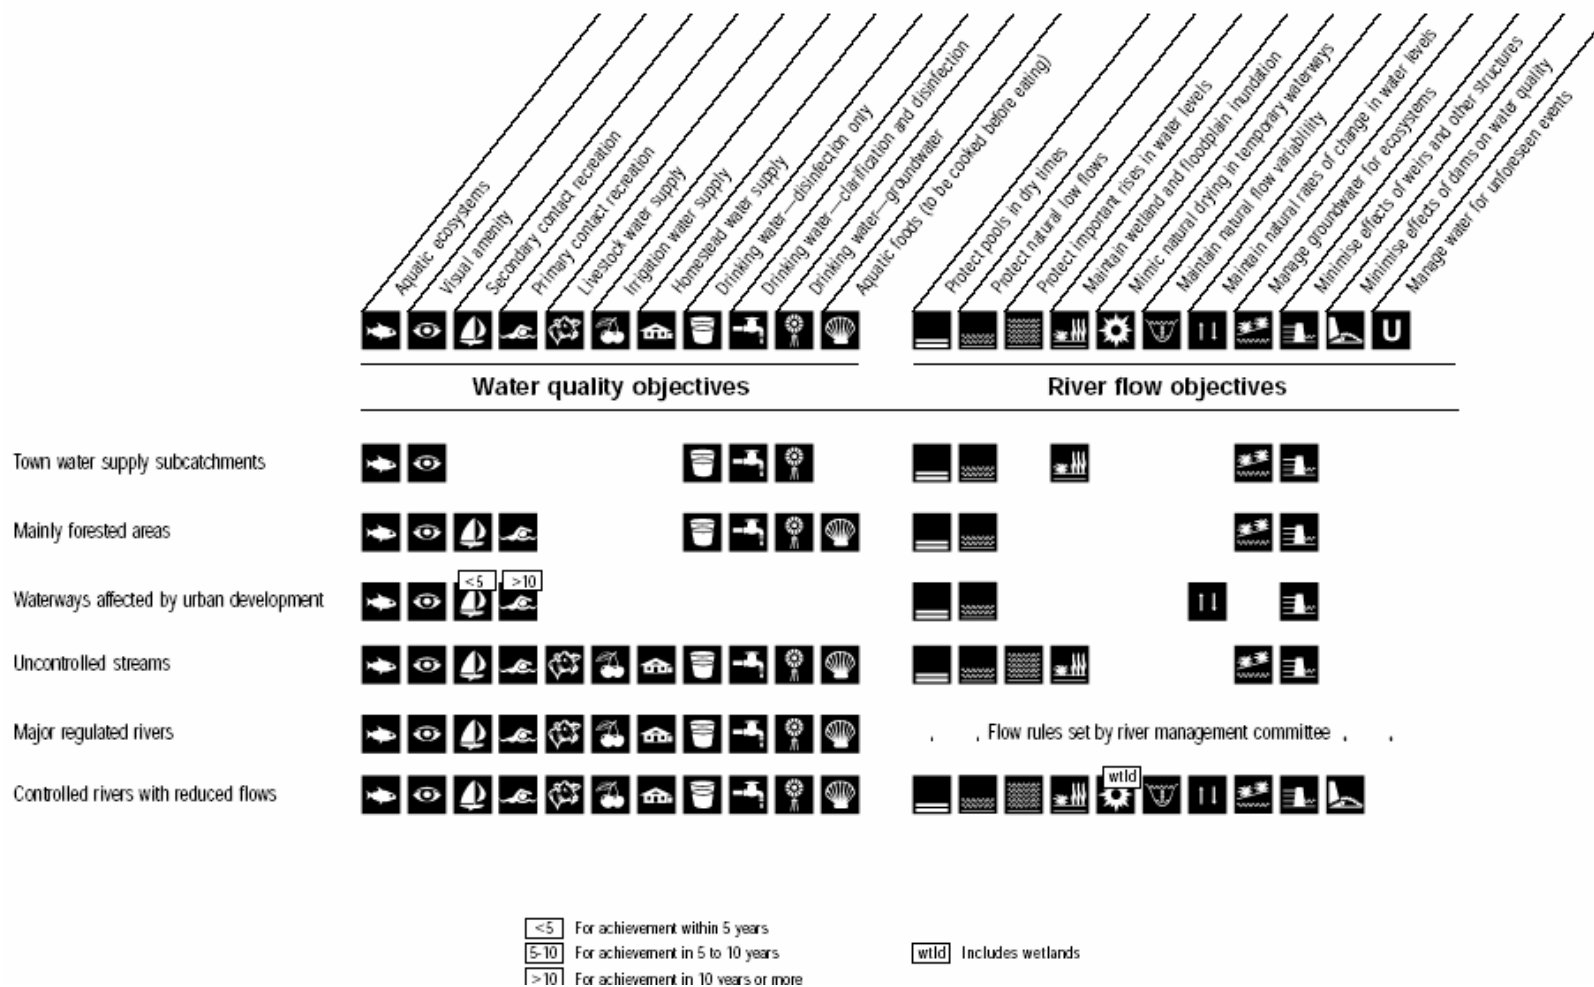 Aquatic ecosystems
Visual amenity
Secondary contact recreation
Primary contact recreation
Livestock water supply
Irrigation water supply
Homestead water supply
Drinking water—disinfection only
Drinking water—clarification and disinfection
Drinking water—groundwater
Aquatic foods (to be cooked before eating)
Protect pools in dry times
Protect natural low flows
Protect important rises in water levels
Maintain wetland and floodplain inundation
Mimic natural drying in temporary waterways
Maintain natural flow variability
Maintain natural rates of change in water levels
Manage groundwater for ecosystems
Minimise effects of weirs and other structures
Minimise effects of dams on water quality
Manage water for unforeseen events
U
Water quality objectives River flow objectives
Town water supply subcatchments
Mainly forested areas
<5 >10
Waterways affected by urban development
Uncontrolled streams
Major regulated rivers . . Flow rules set by river management committee . .
wtld
Controlled rivers with reduced flows
<5 For achievement within 5 years
5-10 For achievement in 5 to 10 years wtld Includes wetlands
>10 For achievement in 10 years or more